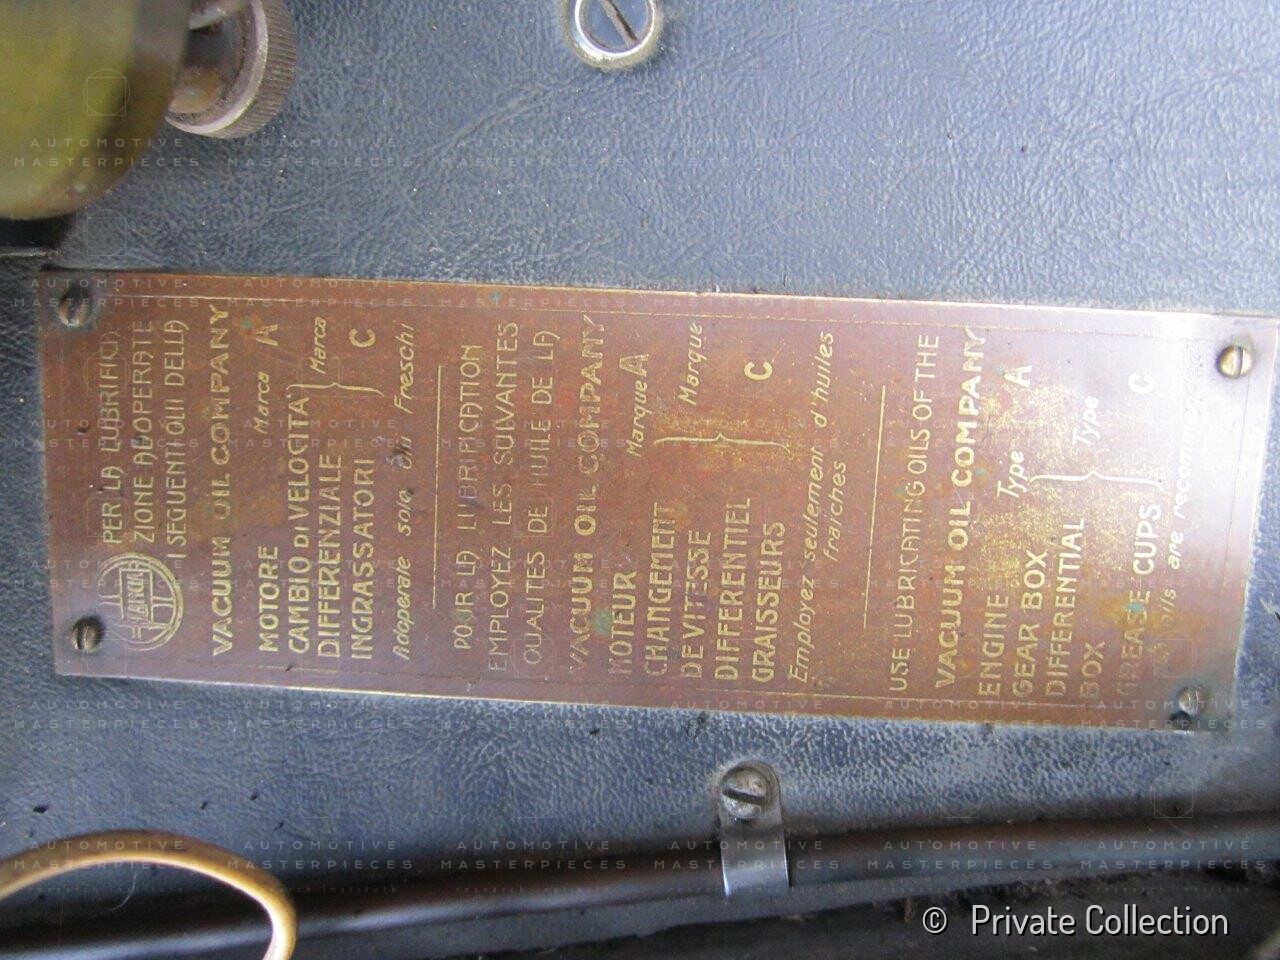 LANCIA
PER LA LUBRIFICA
ZIONE ADOPERATE
I SEGUENTI OLII DELLA
VACUUM OIL COMPANY
Marca A
MOTORE
CAMBIO DI VELOCITA'
DIFFERENZIALE
INGRASSATORI
Marca
C
Adoperate solo olii freschi
POUR LA LUBRIFICATION
EMPLOYEZ LES SUIVANTES
QUALITES DE HUILE DE LA
VACUUM OIL COMPANY
MOTEUR Marque A
CHANGEMENT
DE VITESSE
DIFFERENTIEL
GRAISSEURS
Marque
C
Employez seulement d'huiles
fraiches
USE LUBRICATING OILS OF THE
VACUUM OIL COMPANY
ENGINE Type A
GEAR BOX
DIFFERENTIAL
BOX
GREASE CUPS
Type
C
oils are recommended
AUTOMOTIVE
MASTERPIECES
research institute
© Private Collection